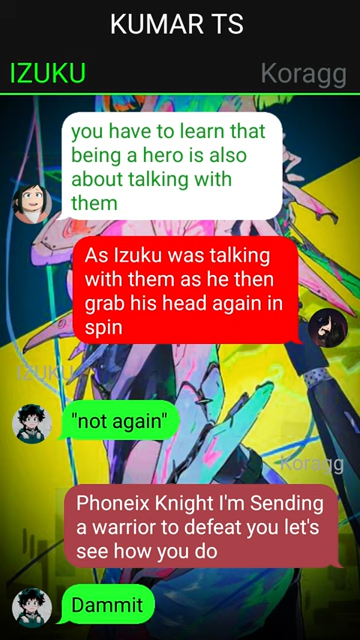 KUMAR TS
IZUKU Koragg
you have to learn that
being a hero is also
about talking with
them
As Izuku was talking
with them as he then
grab his head again in
spin
IZUKU
"not again"
Koragg
Phoneix Knight I'm Sending
a warrior to defeat you let's
see how you do
Dammit